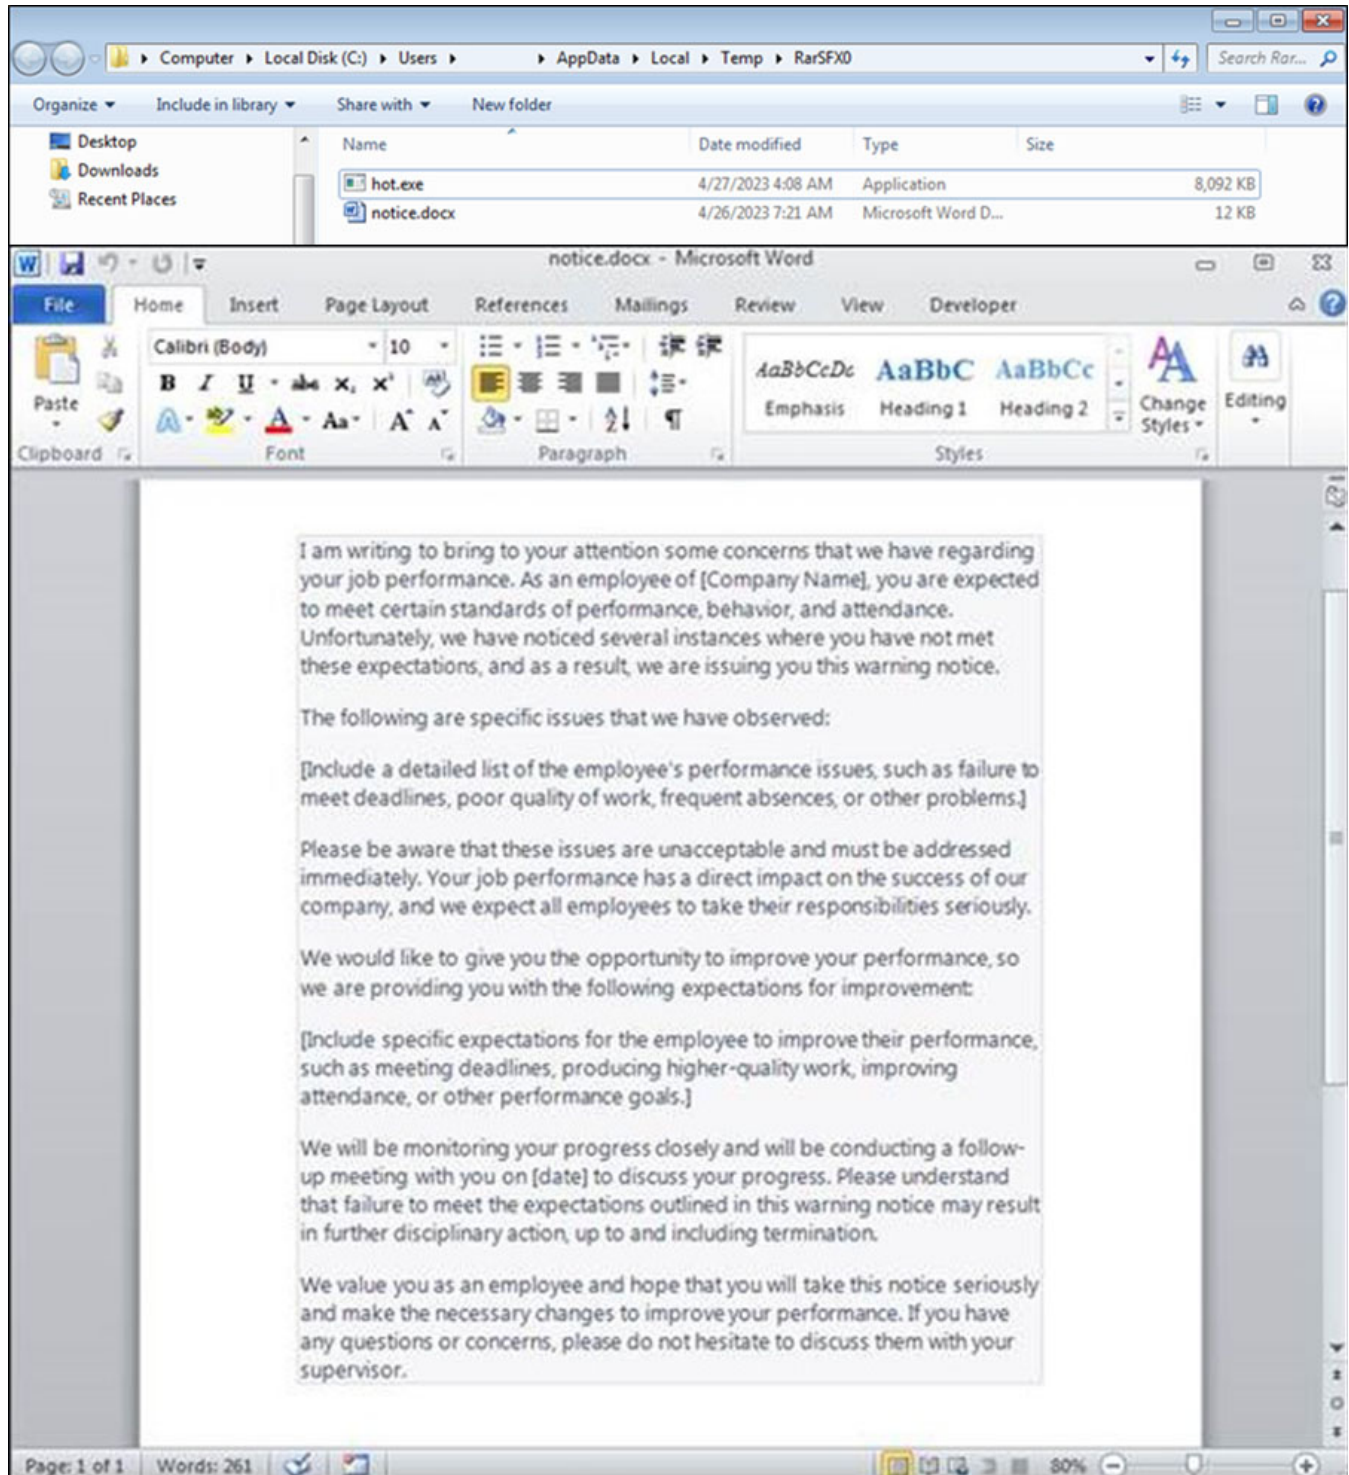 Computer ▸ Local Disk (C:) ▸ Users ▸ ▸ AppData ▸ Local ▸ Temp ▸ RarSFX0 Search Rar...
Organize Include in library Share with New folder
Desktop
Downloads
Recent Places
Name Date modified Type Size
hot.exe 4/27/2023 4:08 AM Application 8,092 KB
notice.docx 4/26/2023 7:21 AM Microsoft Word D... 12 KB
notice.docx - Microsoft Word
File Home Insert Page Layout References Mailings Review View Developer
Calibri (Body) 10
AaBbCcDc AaBbC AaBbCc
B I U abc x, x²
Paste Emphasis Heading 1 Heading 2 Change Styles Editing
A Aa A A
Clipboard Font Paragraph Styles
I am writing to bring to your attention some concerns that we have regarding
your job performance. As an employee of [Company Name], you are expected
to meet certain standards of performance, behavior, and attendance.
Unfortunately, we have noticed several instances where you have not met
these expectations, and as a result, we are issuing you this warning notice.
The following are specific issues that we have observed:
[Include a detailed list of the employee's performance issues, such as failure to
meet deadlines, poor quality of work, frequent absences, or other problems.]
Please be aware that these issues are unacceptable and must be addressed
immediately. Your job performance has a direct impact on the success of our
company, and we expect all employees to take their responsibilities seriously.
We would like to give you the opportunity to improve your performance, so
we are providing you with the following expectations for improvement:
[Include specific expectations for the employee to improve their performance,
such as meeting deadlines, producing higher-quality work, improving
attendance, or other performance goals.]
We will be monitoring your progress closely and will be conducting a follow-
up meeting with you on [date] to discuss your progress. Please understand
that failure to meet the expectations outlined in this warning notice may result
in further disciplinary action, up to and including termination.
We value you as an employee and hope that you will take this notice seriously
and make the necessary changes to improve your performance. If you have
any questions or concerns, please do not hesitate to discuss them with your
supervisor.
Page: 1 of 1 Words: 261 80%